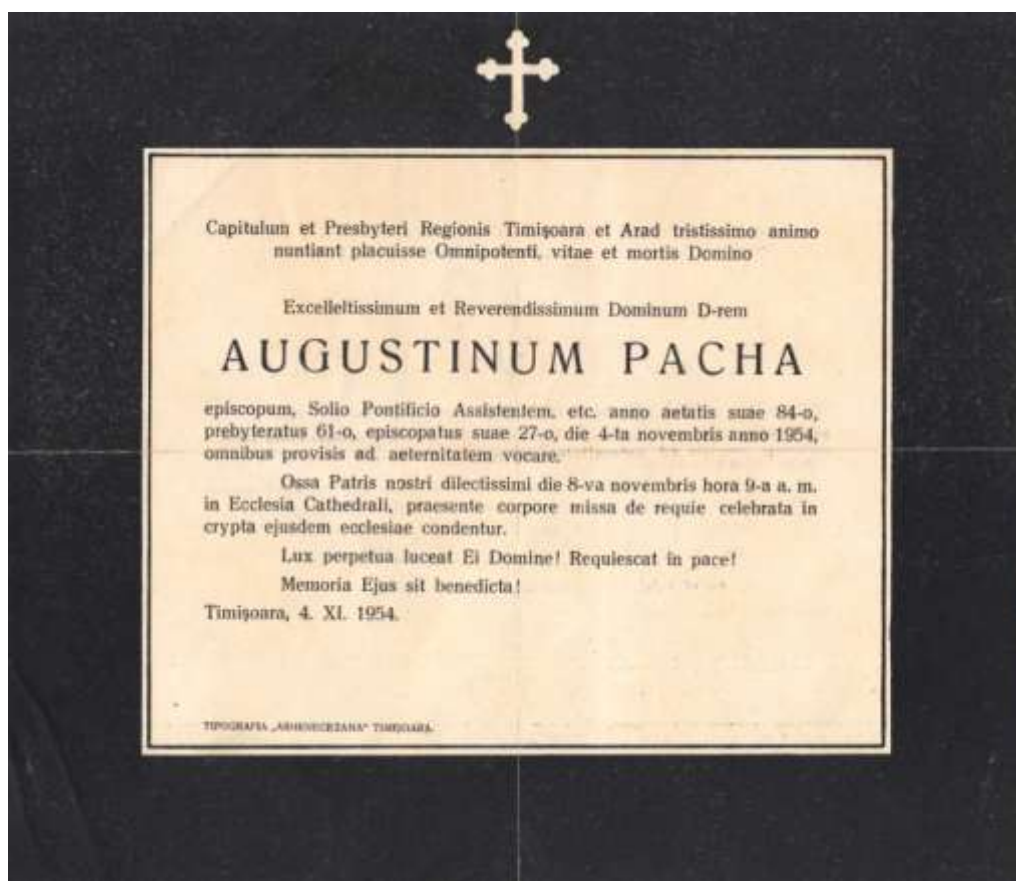 Capitulum et Presbyteri Regionis Timişoara et Arad tristissimo animo
nuntiant placuisse Omnipotenti, vitae et mortis Domino
Excelleltissimum et Reverendissimum Dominum D-rem
AUGUSTINUM PACHA
episcopum, Solio Pontificio Assistentem, etc. anno aetatis suae 84-o,
prebyteratus 61-o, episcopatus suae 27-o, die 4-ta novembris anno 1954,
omnibus provisis ad aeternitatem vocare.
Ossa Patris nostri dilectissimi die 8-va novembris hora 9-a a. m.
in Ecclesia Cathedrali, praesente corpore missa de requie celebrata in
crypta ejusdem ecclesiae condentur.
Lux perpetua luceat Ei Domine! Requiescat in pace!
Memoria Ejus sit benedicta!
Timişoara, 4. XI. 1954.
TIPOGRAFIA TIMIŞOARA.